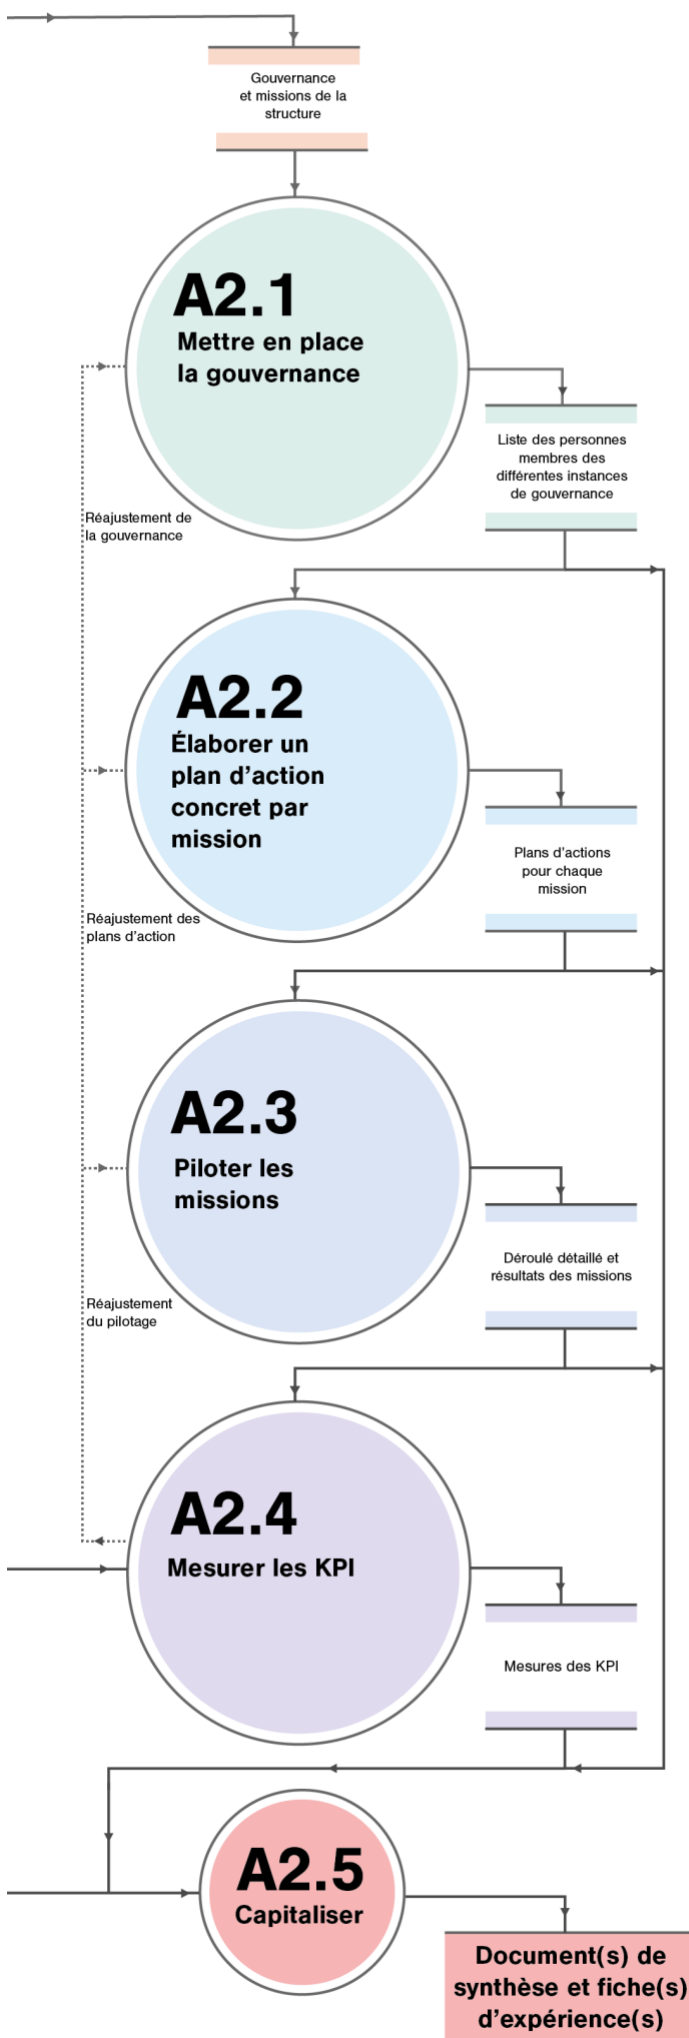 Gouvernance
et missions de la
structure
A2.1
Mettre en place
la gouvernance
Liste des personnes
membres des
différentes instances
de gouvernance
Réajustement de
la gouvernance
A2.2
Élaborer un
plan d’action
concret par
mission
Plans d’actions
pour chaque
mission
Réajustement des
plans d’action
A2.3
Piloter les
missions
Déroulé détaillé et
résultats des missions
Réajustement
du pilotage
A2.4
Mesurer les KPI
Mesures des KPI
A2.5
Capitaliser
Document(s) de
synthèse et fiche(s)
d’expérience(s)